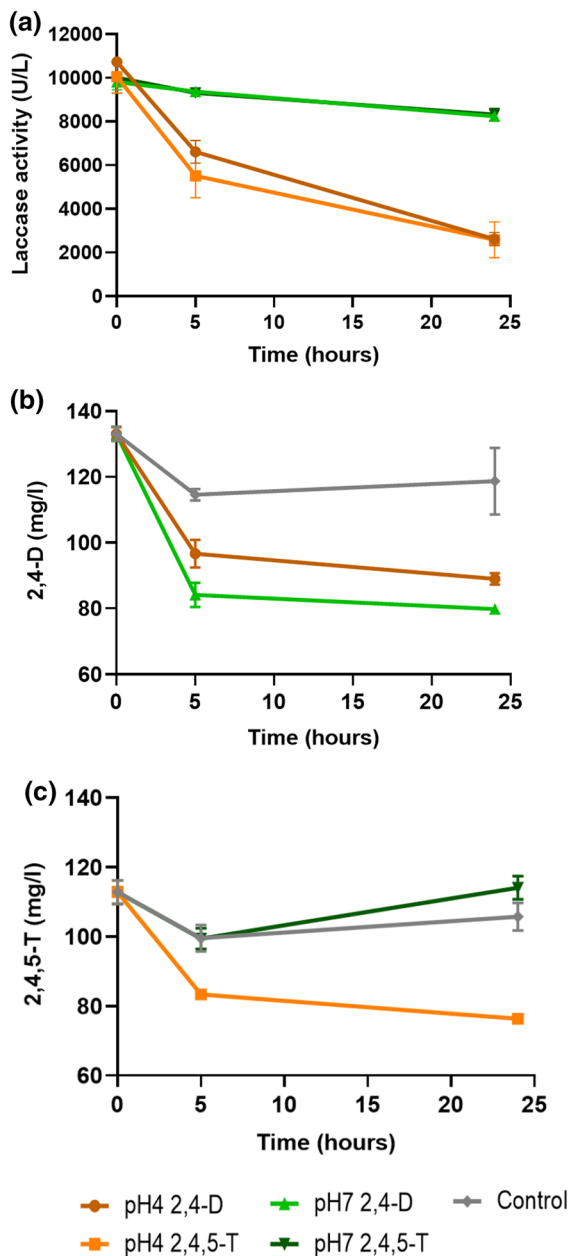 (a)
Laccase activity (U/L)
12000
10000
8000
6000
4000
2000
0
0 5 10 15 20 25
Time (hours)
(b)
2,4-D (mg/l)
140
120
100
80
60
0 5 10 15 20 25
Time (hours)
(c)
2,4,5-T (mg/l)
140
120
100
80
60
0 5 10 15 20 25
Time (hours)
pH4 2,4-D pH7 2,4-D Control
pH4 2,4,5-T pH7 2,4,5-T